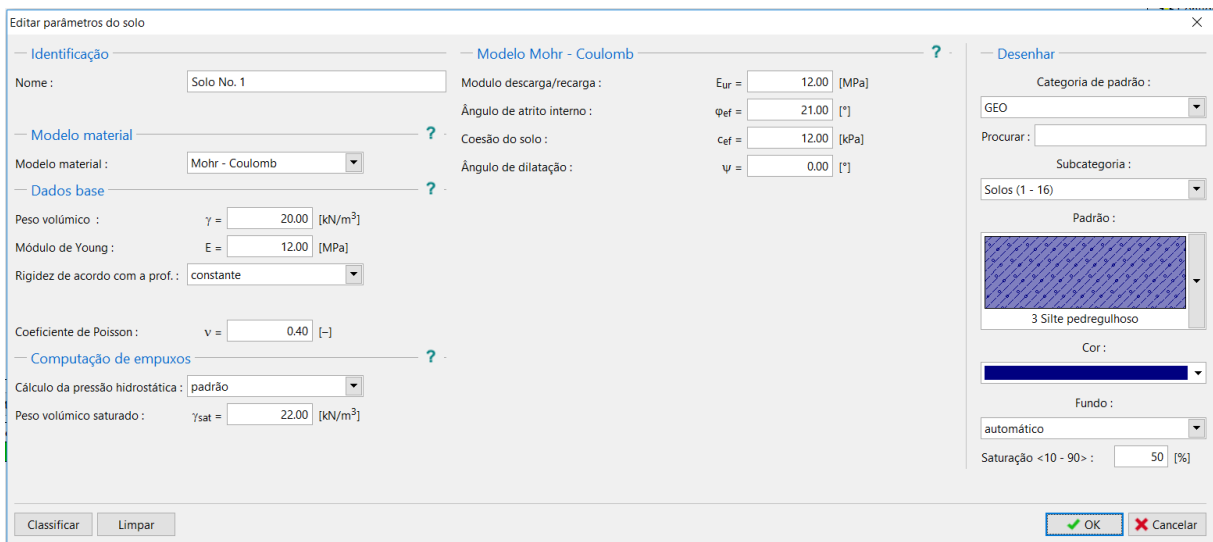 Editar parâmetros do solo
Identificação
Nome : Solo No. 1
Modelo material ?
Modelo material : Mohr - Coulomb
Dados base ?
Peso volúmico : γ = 20.00 [kN/m³]
Módulo de Young : E = 12.00 [MPa]
Rigidez de acordo com a prof. : constante
Coeficiente de Poisson : ν = 0.40 [–]
Computação de empuxos ?
Cálculo da pressão hidrostática : padrão
Peso volúmico saturado : γsat = 22.00 [kN/m³]
Modelo Mohr - Coulomb ?
Modulo descarga/recarga : Eur = 12.00 [MPa]
Ângulo de atrito interno : φef = 21.00 [°]
Coesão do solo : cef = 12.00 [kPa]
Ângulo de dilatação : ψ = 0.00 [°]
Desenhar
Categoria de padrão :
GEO
Procurar :
Subcategoria :
Solos (1 - 16)
Padrão :
3 Silte pedregulhoso
Cor :
Fundo :
automático
Saturação <10 - 90> : 50 [%]
Classificar Limpar OK Cancelar